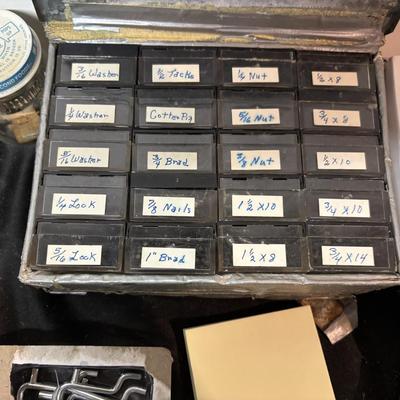 3/16 Washer
1/2 Tacks
1/4 Nut
1/2 x 8
1/4 Washer
Cotter Pin
5/16 Nut
3/4 x 8
5/16 Washer
3/4 Brad
3/8 Nut
1/2 x 10
1/4 Lock
7/8 Nails
1 1/2 x 10
3/4 x 10
5/16 Lock
1" Brad
1 1/2 x 8
3/4 x 14